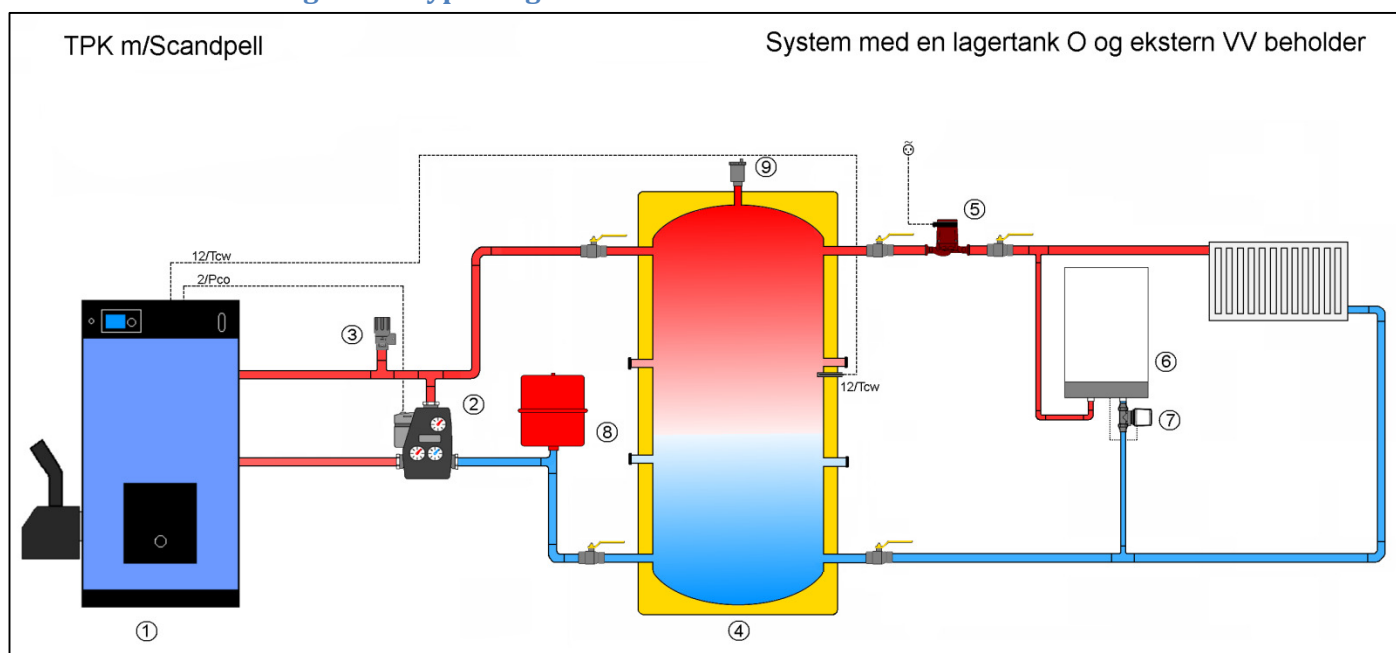 TPK m/Scandpell
System med en lagertank O og ekstern VV beholder
⑨
⑤
12/Tcw
2/Pco
③
⑥
12/Tcw
②
⑦
⑧
①
④